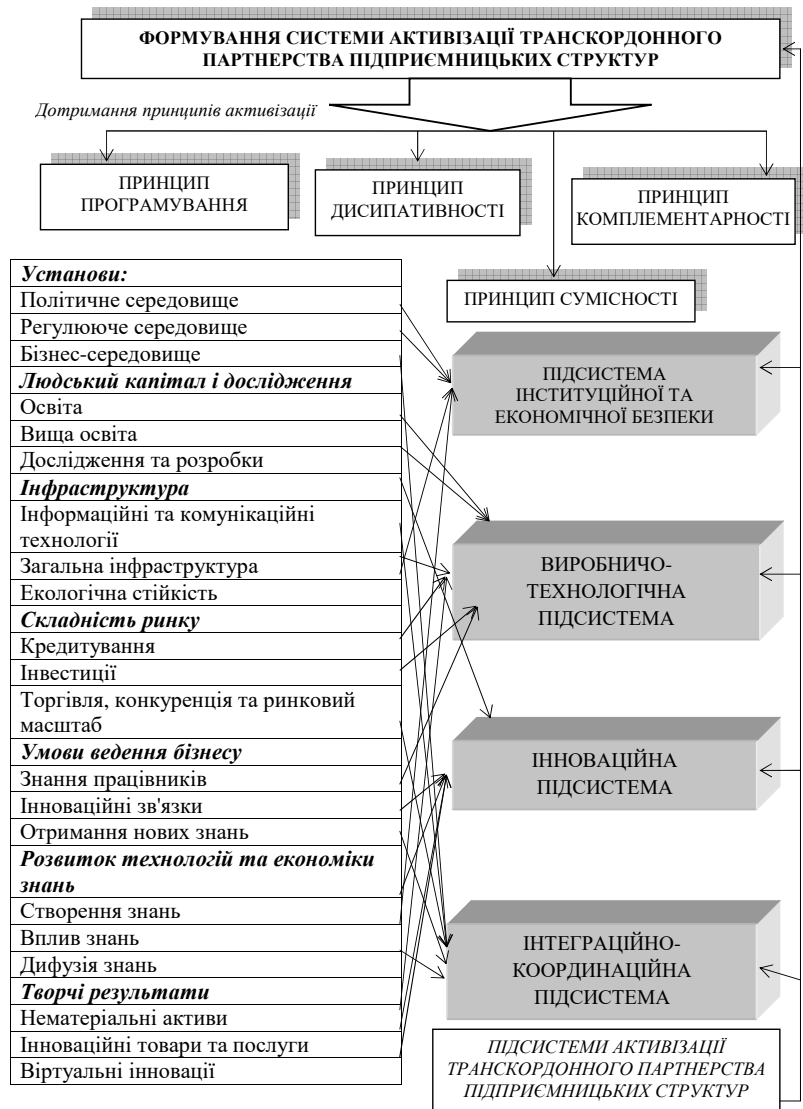 ФОРМУВАННЯ СИСТЕМИ АКТИВІЗАЦІЇ ТРАНСКОРДОННОГО
ПАРТНЕРСТВА ПІДПРИЄМНИЦЬКИХ СТРУКТУР
Дотримання принципів активізації
ПРИНЦИП
ПРОГРАМУВАННЯ
ПРИНЦИП
ДИСИПАТИВНОСТІ
ПРИНЦИП
КОМПЛЕМЕНТАРНОСТІ
ПРИНЦИП СУМІСНОСТІ
Установи:
Політичне середовище
Регулююче середовище
Бізнес-середовище
Людський капітал і дослідження
Освіта
Вища освіта
Дослідження та розробки
Інфраструктура
Інформаційні та комунікаційні
технології
Загальна інфраструктура
Екологічна стійкість
Складність ринку
Кредитування
Інвестиції
Торгівля, конкуренція та ринковий
масштаб
Умови ведення бізнесу
Знання працівників
Інноваційні зв'язки
Отримання нових знань
Розвиток технологій та економіки
знань
Створення знань
Вплив знань
Дифузія знань
Творчі результати
Нематеріальні активи
Інноваційні товари та послуги
Віртуальні інновації
ПІДСИСТЕМА
ІНСТИТУЦІЙНОЇ ТА
ЕКОНОМІЧНОЇ БЕЗПЕКИ
ВИРОБНИЧО-
ТЕХНОЛОГІЧНА
ПІДСИСТЕМА
ІННОВАЦІЙНА
ПІДСИСТЕМА
ІНТЕГРАЦІЙНО-
КООРДИНАЦІЙНА
ПІДСИСТЕМА
ПІДСИСТЕМИ АКТИВІЗАЦІЇ
ТРАНСКОРДОННОГО ПАРТНЕРСТВА
ПІДПРИЄМНИЦЬКИХ СТРУКТУР